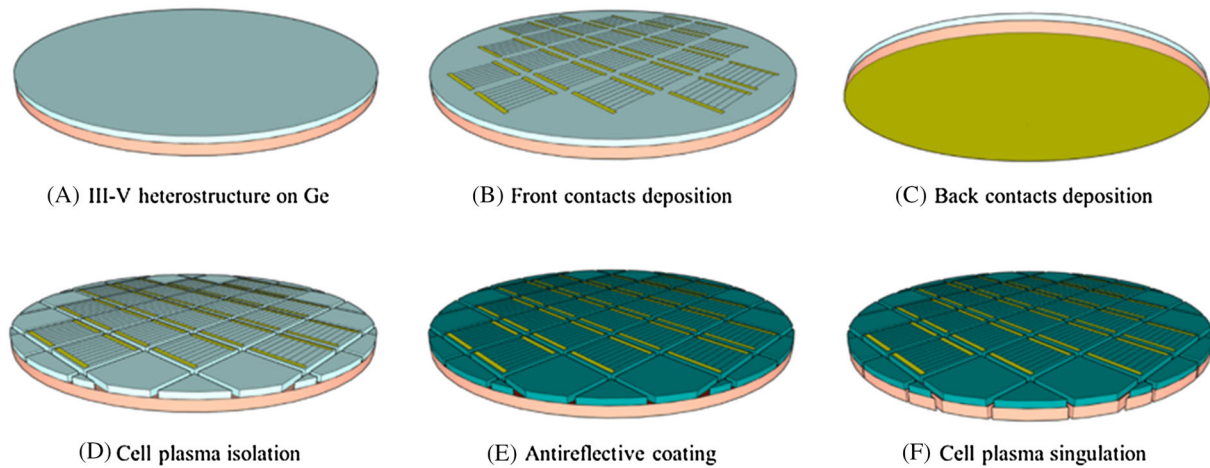 (A) III-V heterostructure on Ge
(B) Front contacts deposition
(C) Back contacts deposition
(D) Cell plasma isolation
(E) Antireflective coating
(F) Cell plasma singulation